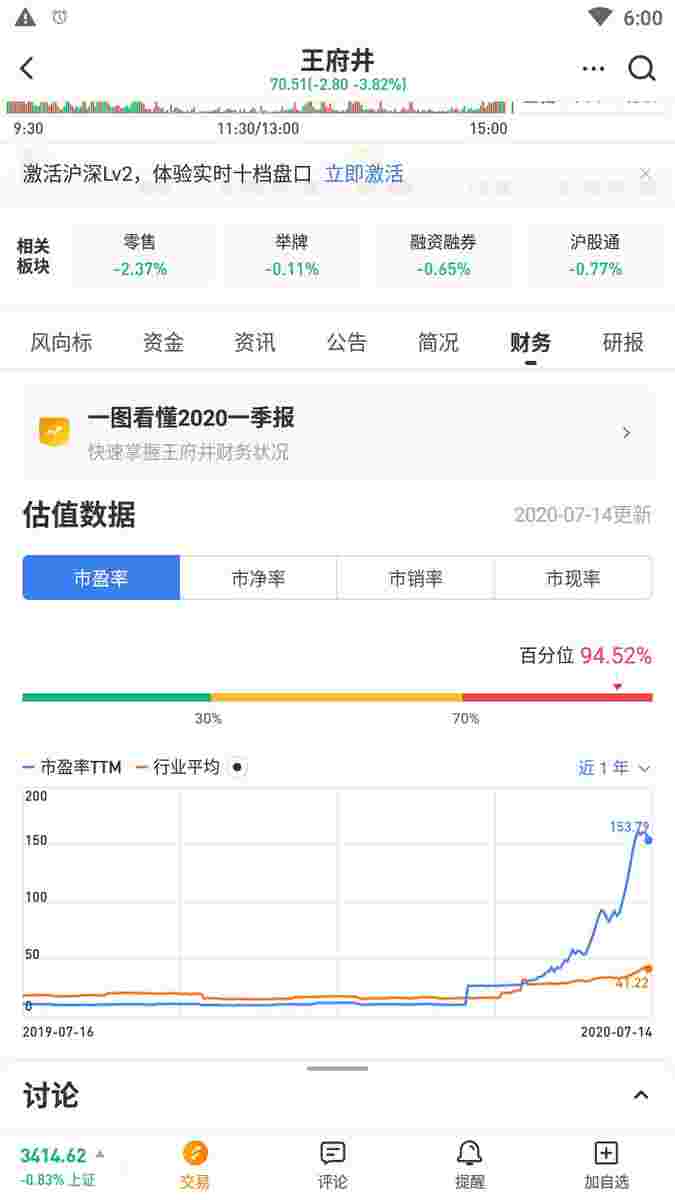 6:00
王府井
70.51(-2.80 -3.82%)
9:30 11:30/13:00 15:00
激活沪深Lv2，体验实时十档盘口 立即激活
相关板块
零售 举牌 融资融券 沪股通
-2.37% -0.11% -0.65% -0.77%
风向标 资金 资讯 公告 简况 财务 研报
一图看懂2020一季报
快速掌握王府井财务状况
估值数据 2020-07-14更新
市盈率 市净率 市销率 市现率
百分位 94.52%
30% 70%
市盈率TTM 行业平均 近 1 年
200
153.79
150
100
50
41.22
0
2019-07-16 2020-07-14
讨论
3414.62
-0.83% 上证
交易 评论 提醒 加自选